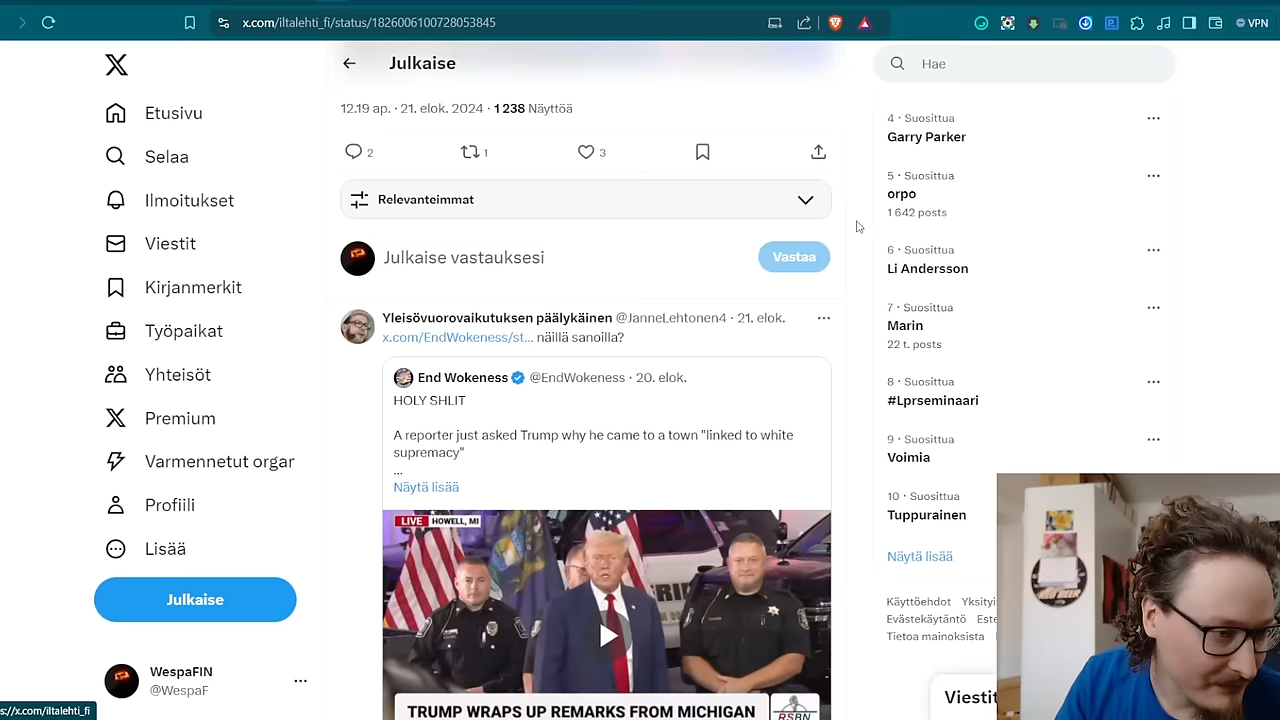 x.com/iltalehti_fi/status/1826006100728053845
VPN
Etusivu
Selaa
Ilmoitukset
Viestit
Kirjanmerkit
Työpaikat
Yhteisöt
Premium
Varmennetut orgar
Profiili
Lisää
Julkaise
WespaFIN
@WespaF
s://x.com/iltalehti_fi
Julkaise
12.19 ap. · 21. elok. 2024 · 1 238 Näyttöä
2
1
3
Relevanteimmat
Julkaise vastauksesi
Vastaa
Yleisövuorovaikutuksen päälykäinen @JanneLehtonen4 · 21. elok.
x.com/EndWokeness/st... näillä sanoilla?
End Wokeness @EndWokeness · 20. elok.
HOLY SHLIT
A reporter just asked Trump why he came to a town "linked to white
supremacy"
...
Näytä lisää
LIVE HOWELL, MI
TRUMP WRAPS UP REMARKS FROM MICHIGAN
RSBN
Hae
4 · Suosittua
Garry Parker
5 · Suosittua
orpo
1 642 posts
6 · Suosittua
Li Andersson
7 · Suosittua
Marin
22 t. posts
8 · Suosittua
#Lprseminaari
9 · Suosittua
Voimia
10 · Suosittua
Tuppurainen
Näytä lisää
Käyttöehdot Yksityi
Evästekäytäntö Este
Tietoa mainoksista
Viestit